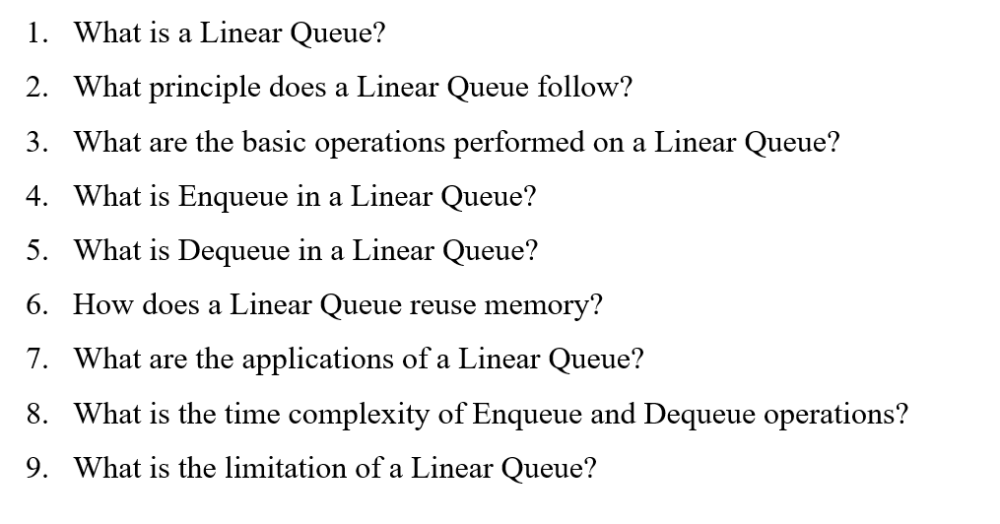 1. What is a Linear Queue?
2. What principle does a Linear Queue follow?
3. What are the basic operations performed on a Linear Queue?
4. What is Enqueue in a Linear Queue?
5. What is Dequeue in a Linear Queue?
6. How does a Linear Queue reuse memory?
7. What are the applications of a Linear Queue?
8. What is the time complexity of Enqueue and Dequeue operations?
9. What is the limitation of a Linear Queue?